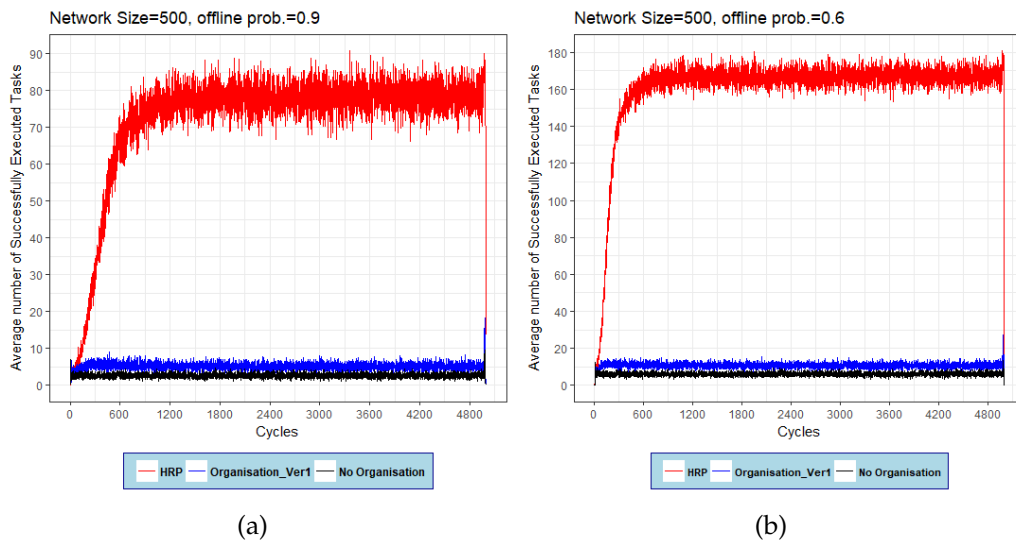 Network Size=500, offline prob.=0.9
Average number of Successfully Executed Tasks
90
80
70
60
50
40
30
20
10
0
0 600 1200 1800 2400 3000 3600 4200 4800
Cycles
HRP Organisation_Ver1 No Organisation
(a)
Network Size=500, offline prob.=0.6
Average number of Successfully Executed Tasks
180
160
140
120
100
80
60
40
20
0
0 600 1200 1800 2400 3000 3600 4200 4800
Cycles
HRP Organisation_Ver1 No Organisation
(b)